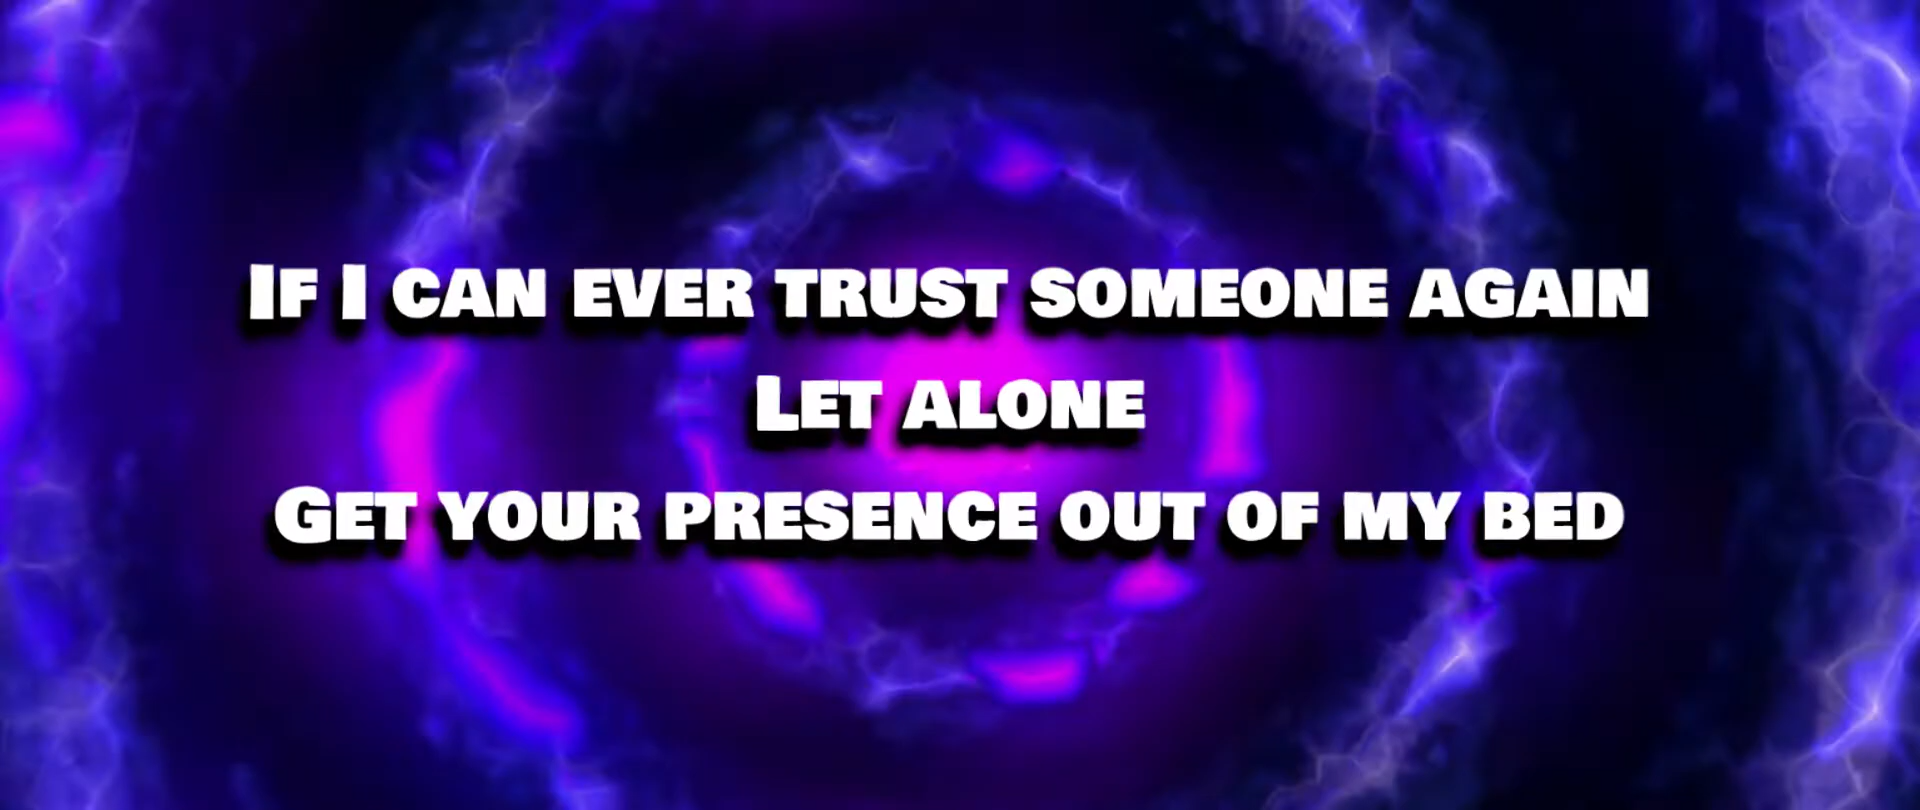 If I can ever trust someone again
Let alone
Get your presence out of my bed